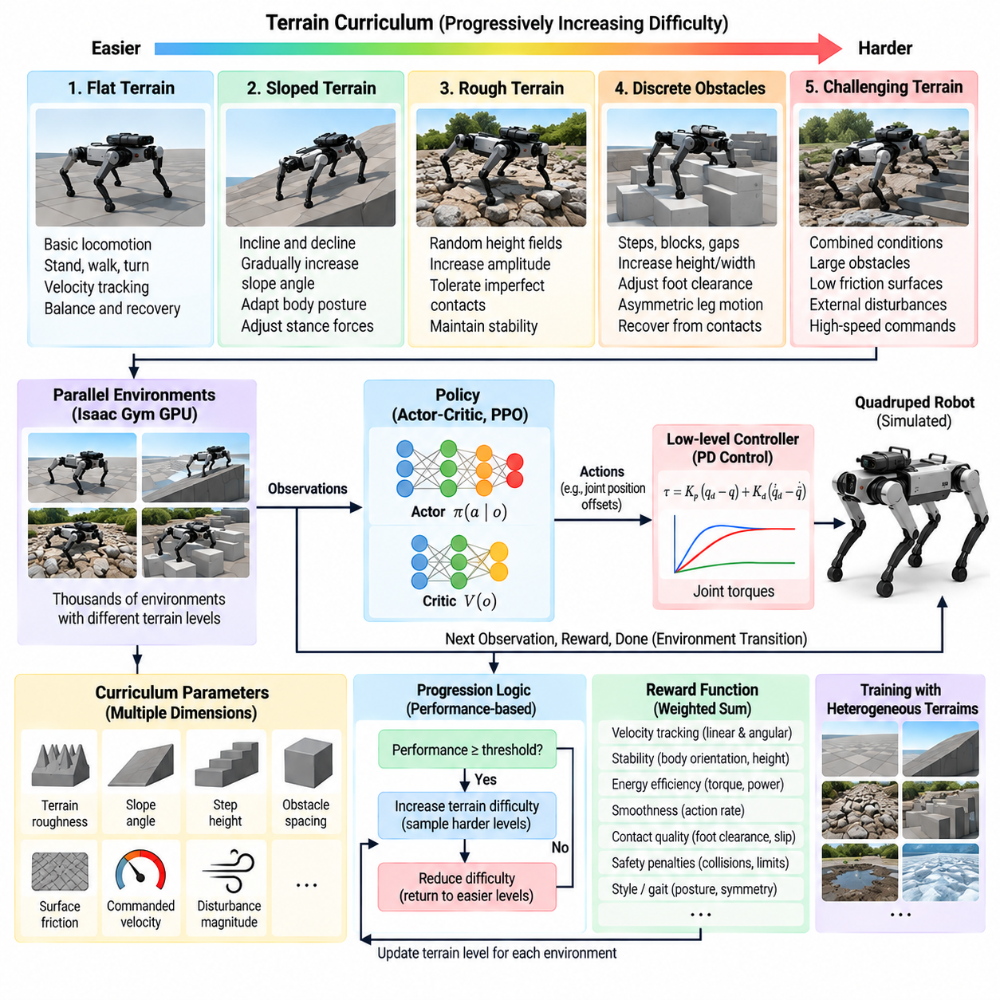 Terrain Curriculum (Progressively Increasing Difficulty)
Easier
Harder
1. Flat Terrain
Basic locomotion
Stand, walk, turn
Velocity tracking
Balance and recovery
2. Sloped Terrain
Incline and decline
Gradually increase
slope angle
Adapt body posture
Adjust stance forces
3. Rough Terrain
Random height fields
Increase amplitude
Tolerate imperfect
contacts
Maintain stability
4. Discrete Obstacles
Steps, blocks, gaps
Increase height/width
Adjust foot clearance
Asymmetric leg motion
Recover from contacts
5. Challenging Terrain
Combined conditions
Large obstacles
Low friction surfaces
External disturbances
High-speed commands
Parallel Environments
(Isaac Gym GPU)
Thousands of environments
with different terrain levels
Observations
Policy
(Actor-Critic, PPO)
Actor π(a | o)
Critic V(o)
Actions
(e.g., joint position
offsets)
Low-level Controller
(PD Control)
τ = K_p (q_d − q) + K_d (q̇_d − q̇)
Joint torques
Quadruped Robot
(Simulated)
Next Observation, Reward, Done (Environment Transition)
Curriculum Parameters
(Multiple Dimensions)
Terrain
roughness
Slope
angle
Step
height
Obstacle
spacing
Surface
friction
Commanded
velocity
Disturbance
magnitude
...
Progression Logic
(Performance-based)
Performance ≥ threshold?
Yes
Increase terrain difficulty
(sample harder levels)
No
Reduce difficulty
(return to easier levels)
Update terrain level for each environment
Reward Function
(Weighted Sum)
Velocity tracking (linear & angular)
Stability (body orientation, height)
Energy efficiency (torque, power)
Smoothness (action rate)
Contact quality (foot clearance, slip)
Safety penalties (collisions, limits)
Style / gait (posture, symmetry)
...
Training with
Heterogeneous Terraims
...